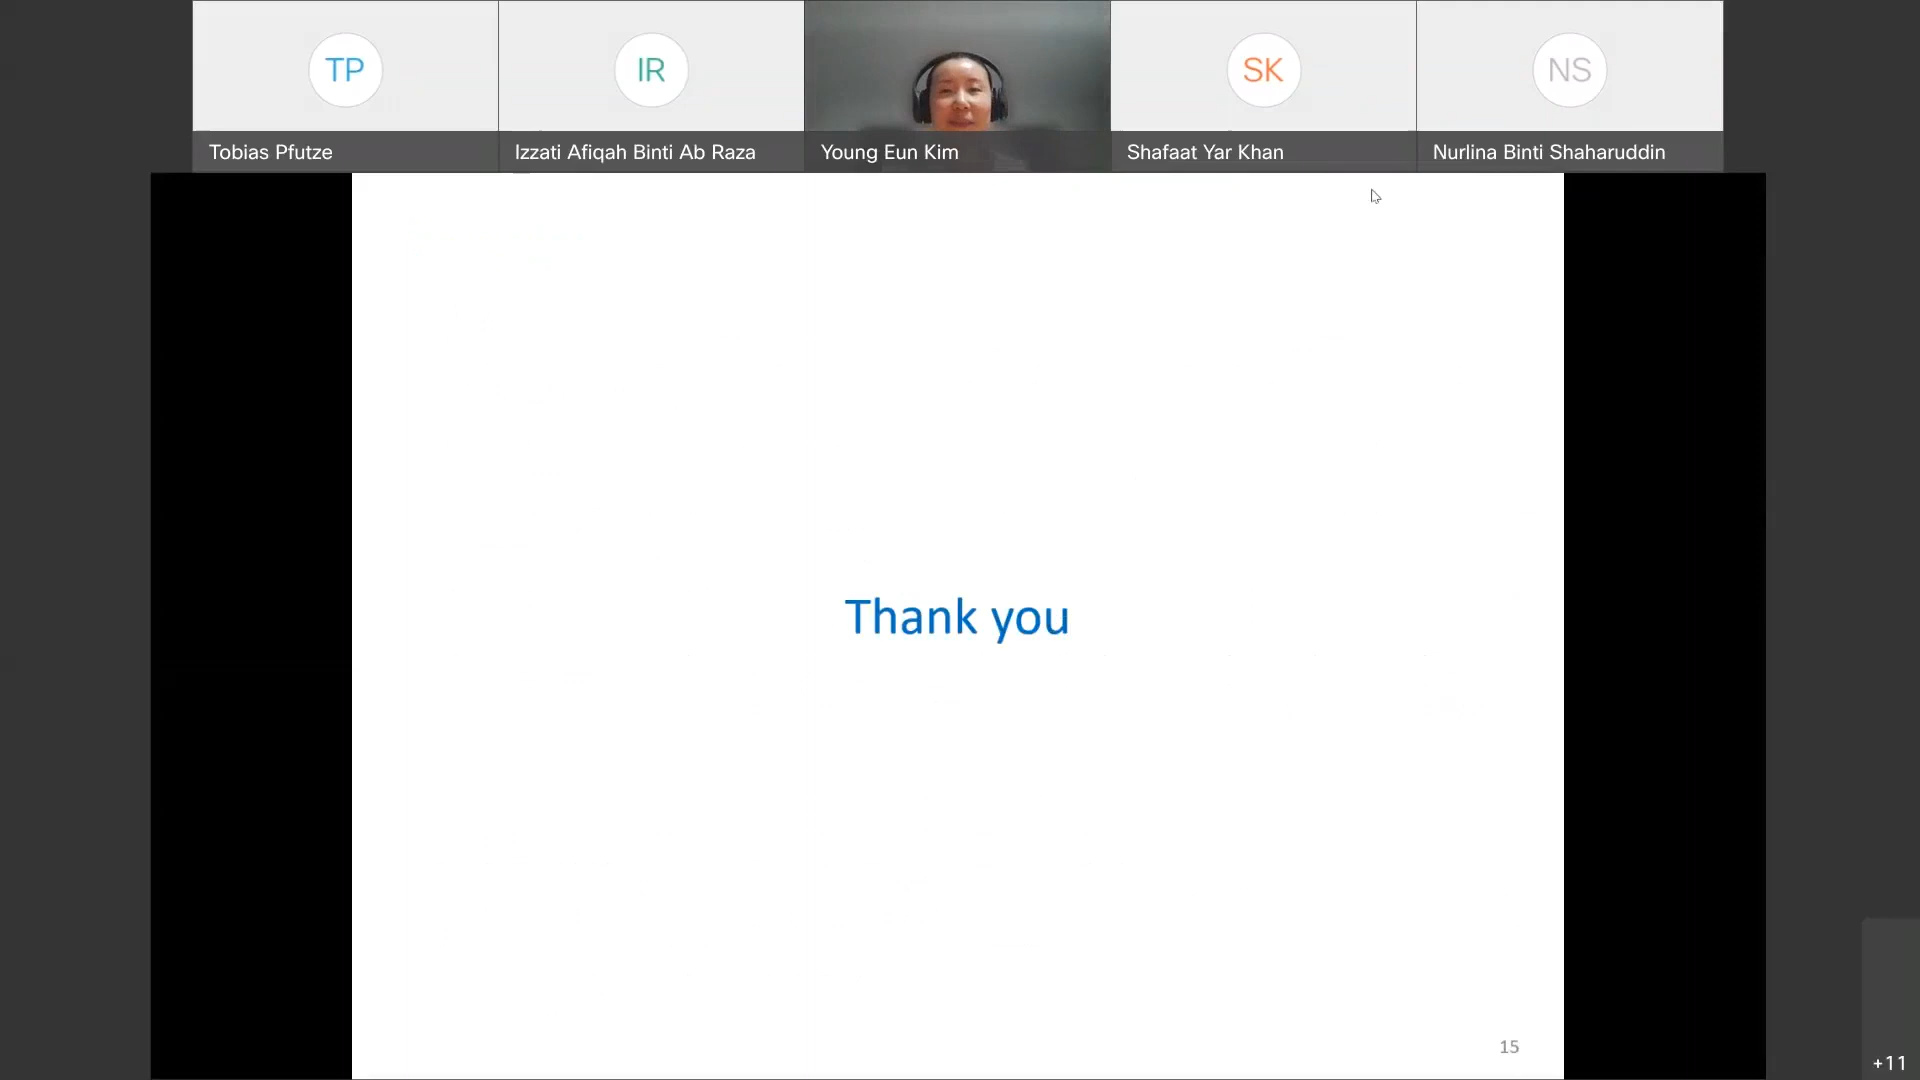 TP
IR
SK
NS
Tobias Pfutze
Izzati Afiqah Binti Ab Raza
Young Eun Kim
Shafaat Yar Khan
Nurlina Binti Shaharuddin
Thank you
15
+11